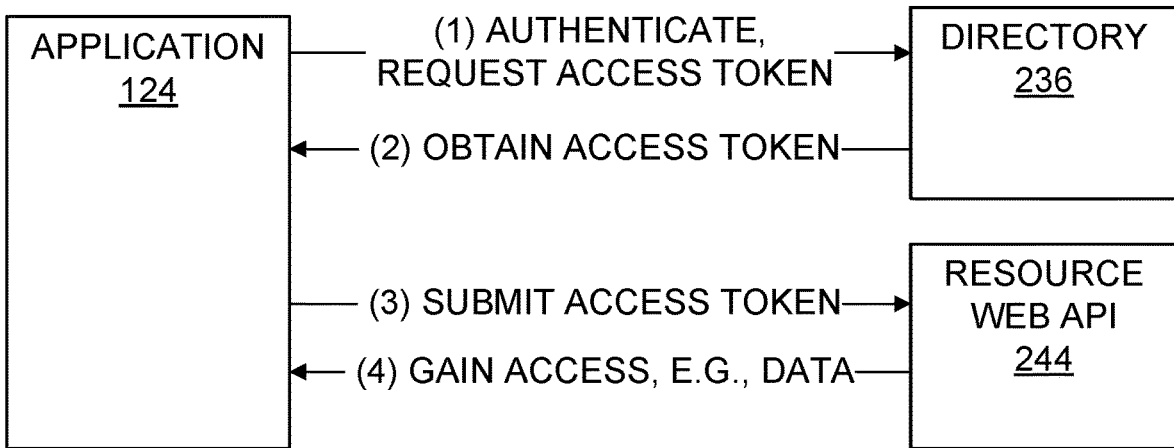 APPLICATION
124
(1) AUTHENTICATE,
REQUEST ACCESS TOKEN
DIRECTORY
236
(2) OBTAIN ACCESS TOKEN
(3) SUBMIT ACCESS TOKEN
RESOURCE
WEB API
244
(4) GAIN ACCESS, E.G., DATA